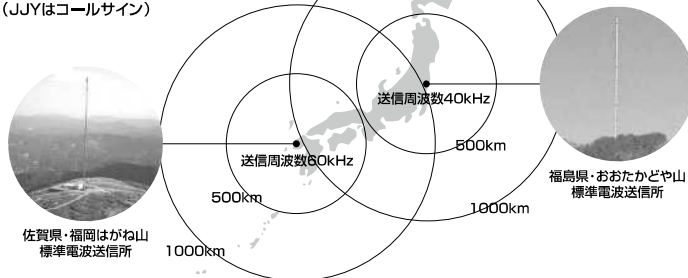 （JJYはコールサイン）
送信周波数40kHz
500km
1000km
福島県・おおたかどや山
標準電波送信所
送信周波数60kHz
500km
1000km
佐賀県・福岡はがね山
標準電波送信所